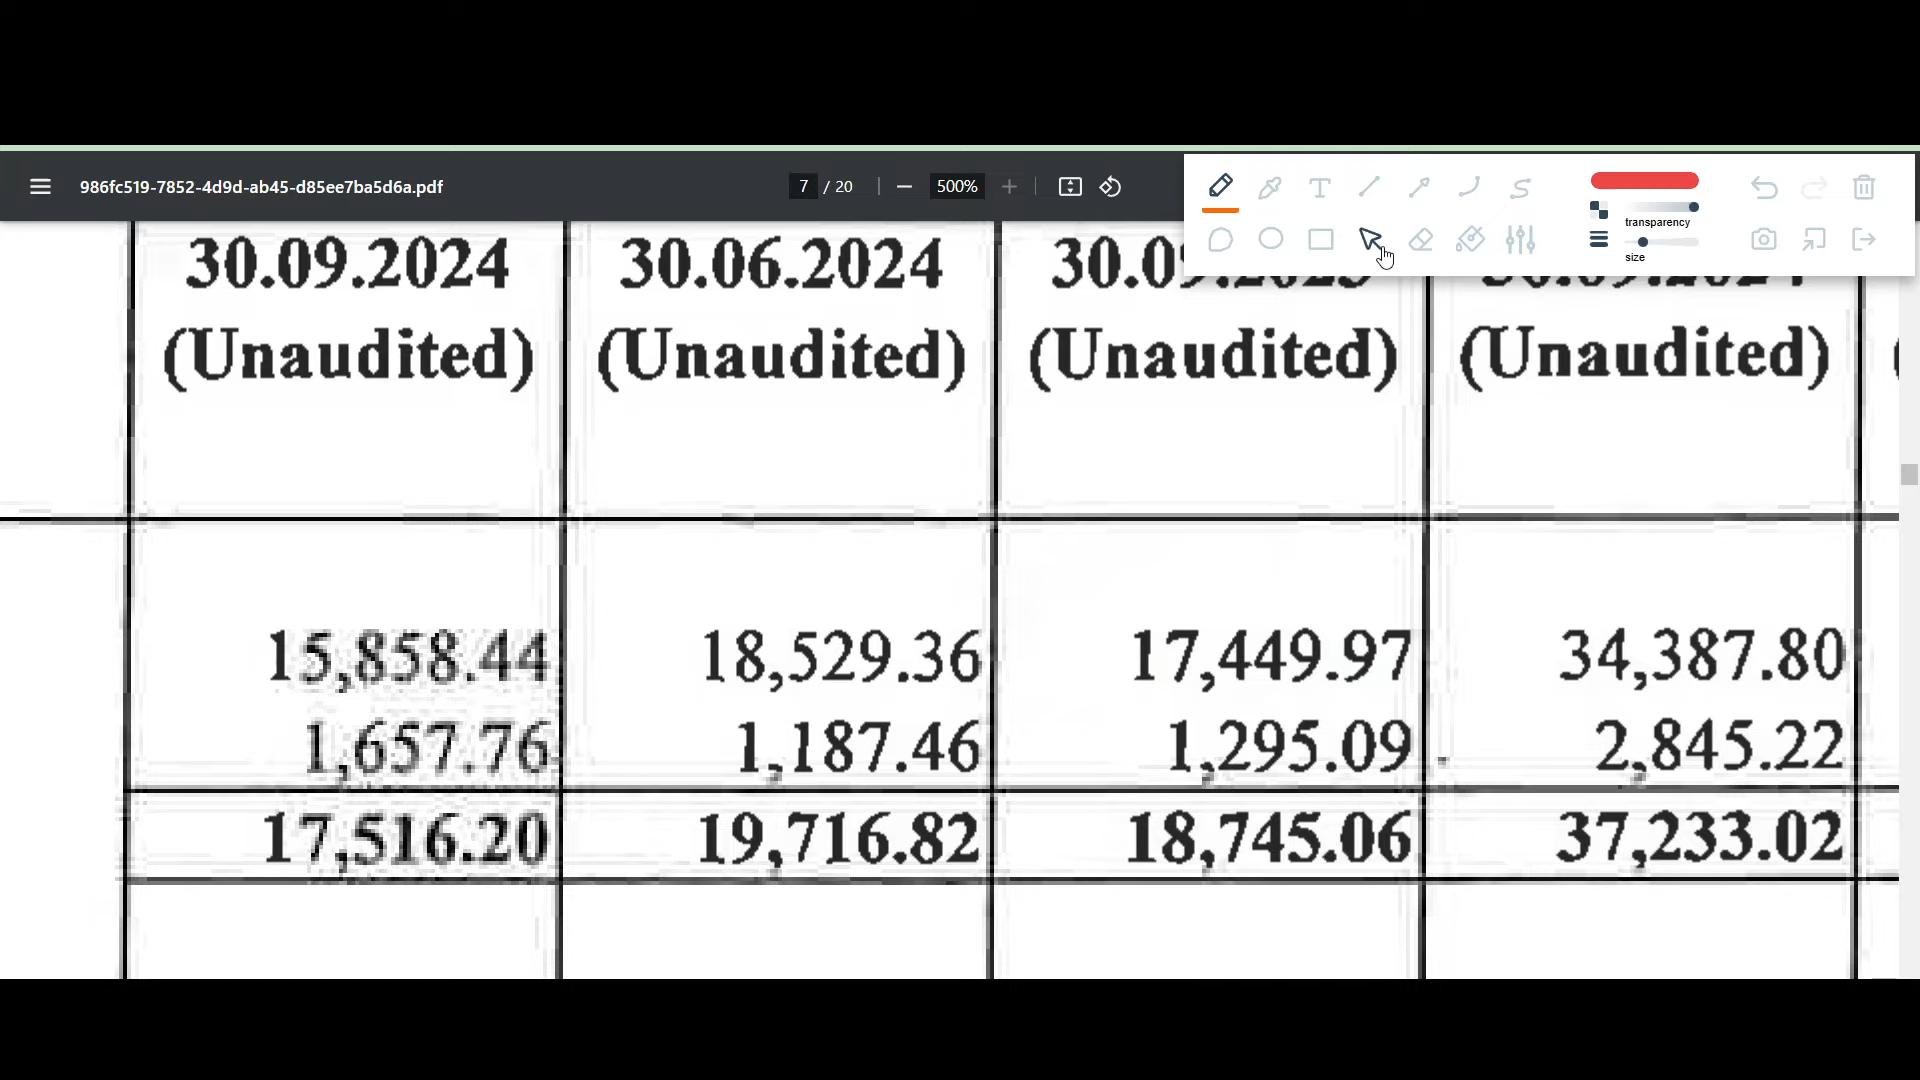 986fc519-7852-4d9d-ab45-d85ee7ba5d6a.pdf
7 / 20
500%
transparency
size
30.09.2024 30.06.2024
(Unaudited) (Unaudited) (Unaudited) (Unaudited)
15,858.44 18,529.36 17,449.97 34,387.80
1,657.76 1,187.46 1,295.09 2,845.22
17,516.20 19,716.82 18,745.06 37,233.02